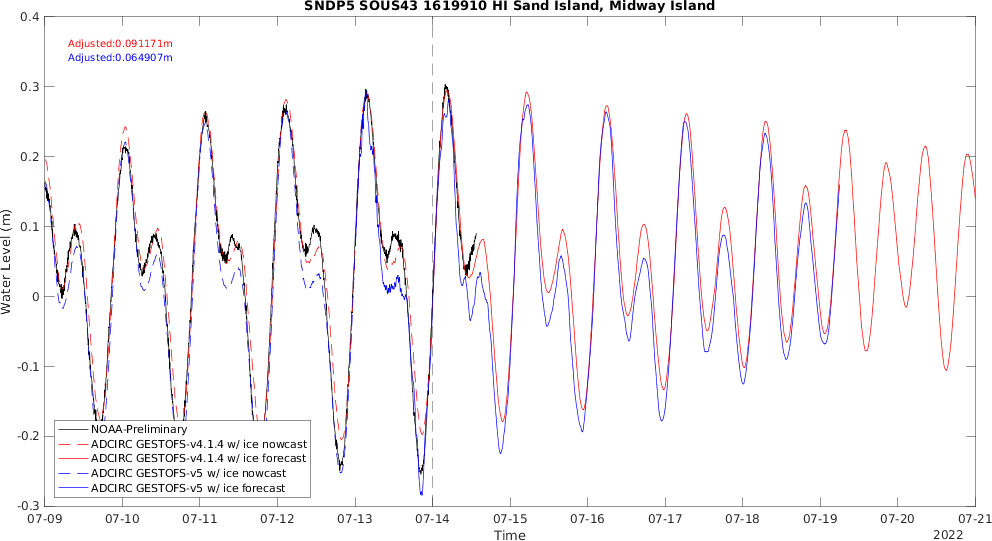 SNDP5 SOUS43 1619910 HI Sand Island, Midway Island
Adjusted:0.091171m
Adjusted:0.064907m
Water Level (m)
0.4
0.3
0.2
0.1
0
-0.1
-0.2
-0.3
NOAA-Preliminary
ADCIRC GESTOFS-v4.1.4 w/ ice nowcast
ADCIRC GESTOFS-v4.1.4 w/ ice forecast
ADCIRC GESTOFS-v5 w/ ice nowcast
ADCIRC GESTOFS-v5 w/ ice forecast
07-09 07-10 07-11 07-12 07-13 07-14 07-15 07-16 07-17 07-18 07-19 07-20 07-21
Time
2022